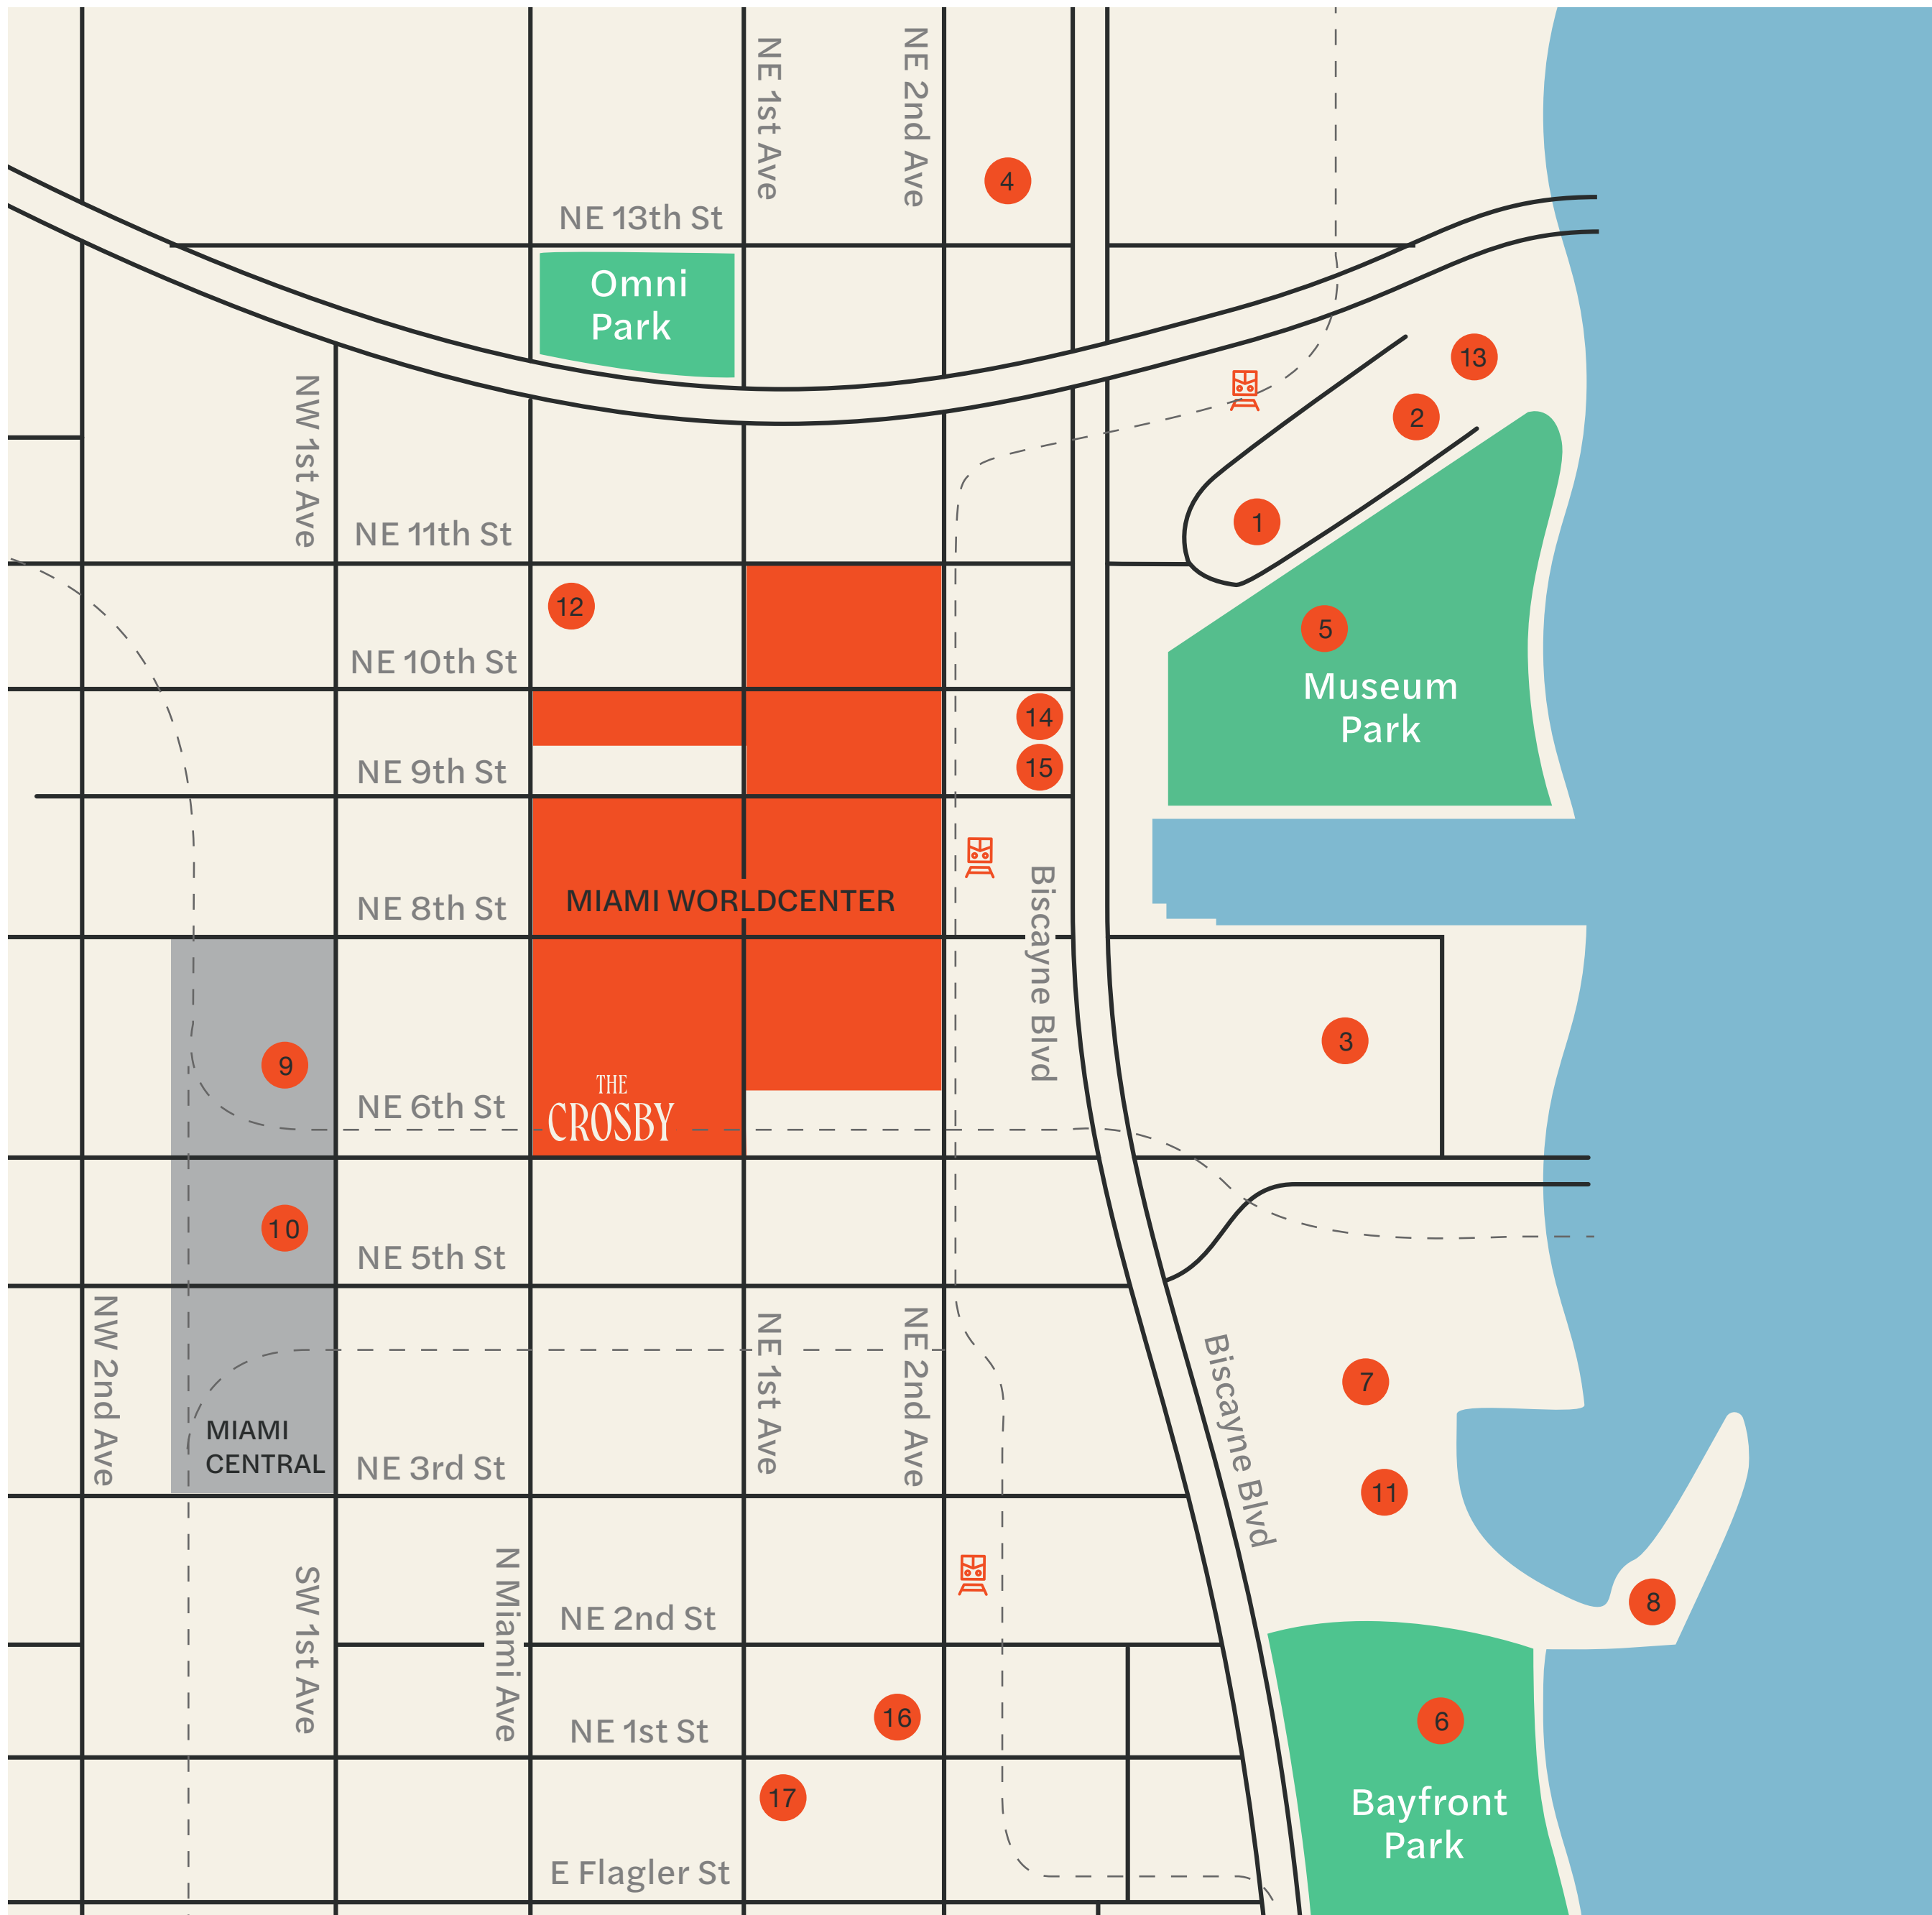 NE 1st Ave
NE 2nd Ave
4
NE 13th St
Omni
Park
13
NW 1st Ave
2
NE 11th St
1
12
5
NE 10th St
Museum
Park
14
15
NE 9th St
MIAMI WORLDCENTER
NE 8th St
Biscayne Blvd
3
9
THE
CROSBY
NE 6th St
10
NE 5th St
NW 2nd Ave
NE 1st Ave
NE 2nd Ave
Biscayne Blvd
7
MIAMI
CENTRAL
NE 3rd St
11
SW 1st Ave
N Miami Ave
NE 2nd St
8
16
6
NE 1st St
17
Bayfront
Park
E Flagler St